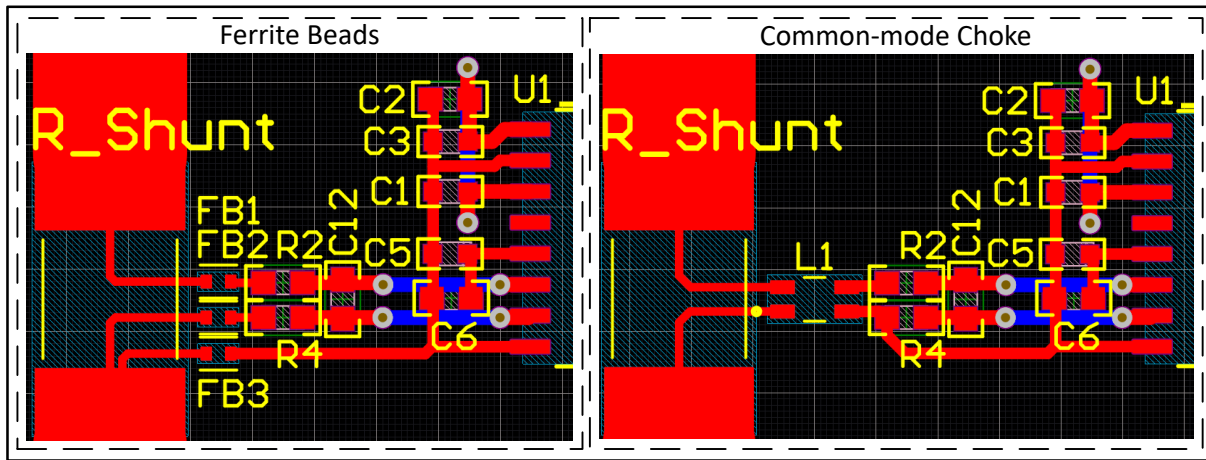 Ferrite Beads
C2
U1
R_Shunt
C3
C1
FB1
FB2
R2
C12
C5
R4
C6
FB3
Common-mode Choke
C2
U1
R_Shunt
C3
C1
C12
R2
C5
L1
R4
C6